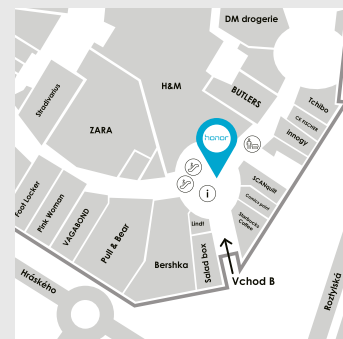 DM drogerie
H&M
Stradivarius
BUTLERS
Tchibo
CK FISCHER
innogy
ZARA
honor
i
SCANquilt
Comics point
Starbucks
Coffee
Foot Locker
Pink Woman
VAGABOND
Pull & Bear
Bershka
Lindt
Salad box
Vchod B
Hráského
Roztylská